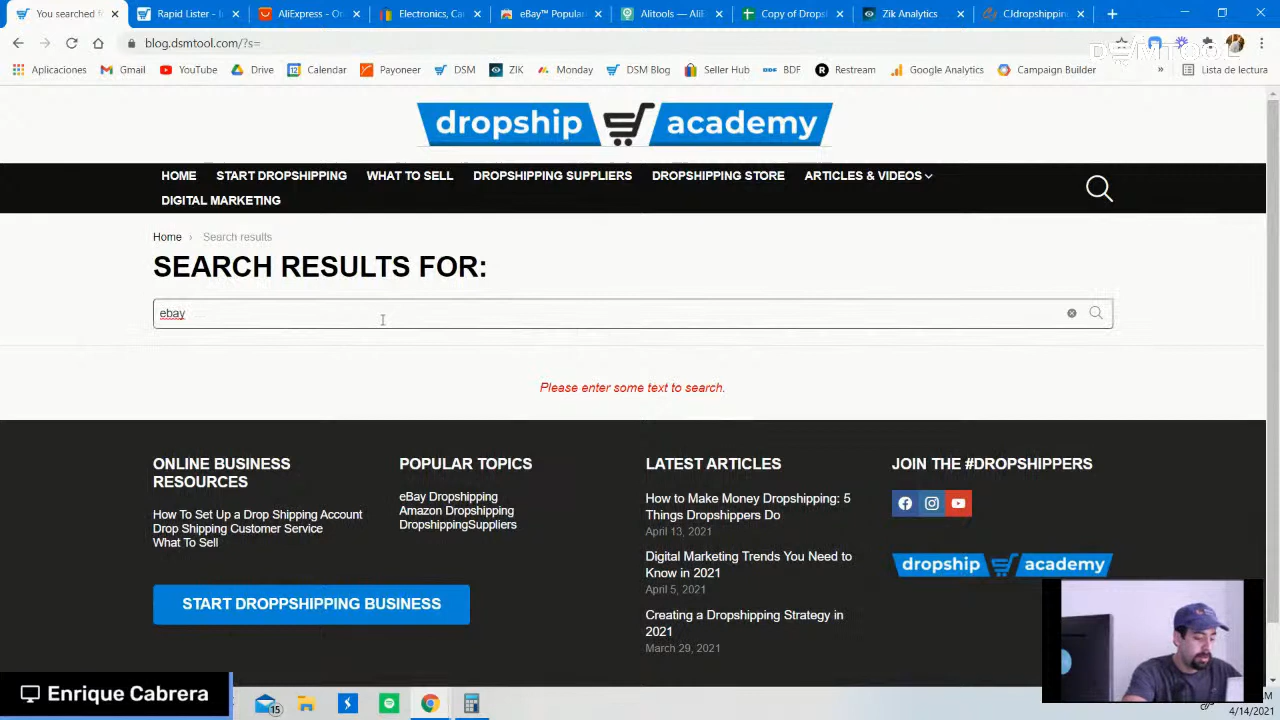 You searched f
Rapid Lister - I
AliExpress - O
Electronics, Ca
eBay™ Popula
Alitools — Alib
Copy of Dropsh
Zik Analytics
CJdropshipping
blog.dsmtool.com/?s=
DSMTOOL
Aplicaciones
Gmail
YouTube
Drive
Calendar
Payoneer
DSM
ZIK
Monday
DSM Blog
Seller Hub
BDF
Restream
Google Analytics
Campaign Builder
»
Lista de lectura
dropship academy
HOME
START DROPSHIPPING
WHAT TO SELL
DROPSHIPPING SUPPLIERS
DROPSHIPPING STORE
ARTICLES & VIDEOS
DIGITAL MARKETING
Home › Search results
SEARCH RESULTS FOR:
ebay
Please enter some text to search.
ONLINE BUSINESS
RESOURCES
How To Set Up a Drop Shipping Account
Drop Shipping Customer Service
What To Sell
START DROPPSHIPPING BUSINESS
POPULAR TOPICS
eBay Dropshipping
Amazon Dropshipping
DropshippingSuppliers
LATEST ARTICLES
How to Make Money Dropshipping: 5
Things Dropshippers Do
April 13, 2021
Digital Marketing Trends You Need to
Know in 2021
April 5, 2021
Creating a Dropshipping Strategy in
2021
March 29, 2021
JOIN THE #DROPSHIPPERS
dropship academy
Enrique Cabrera
15
4/14/2021